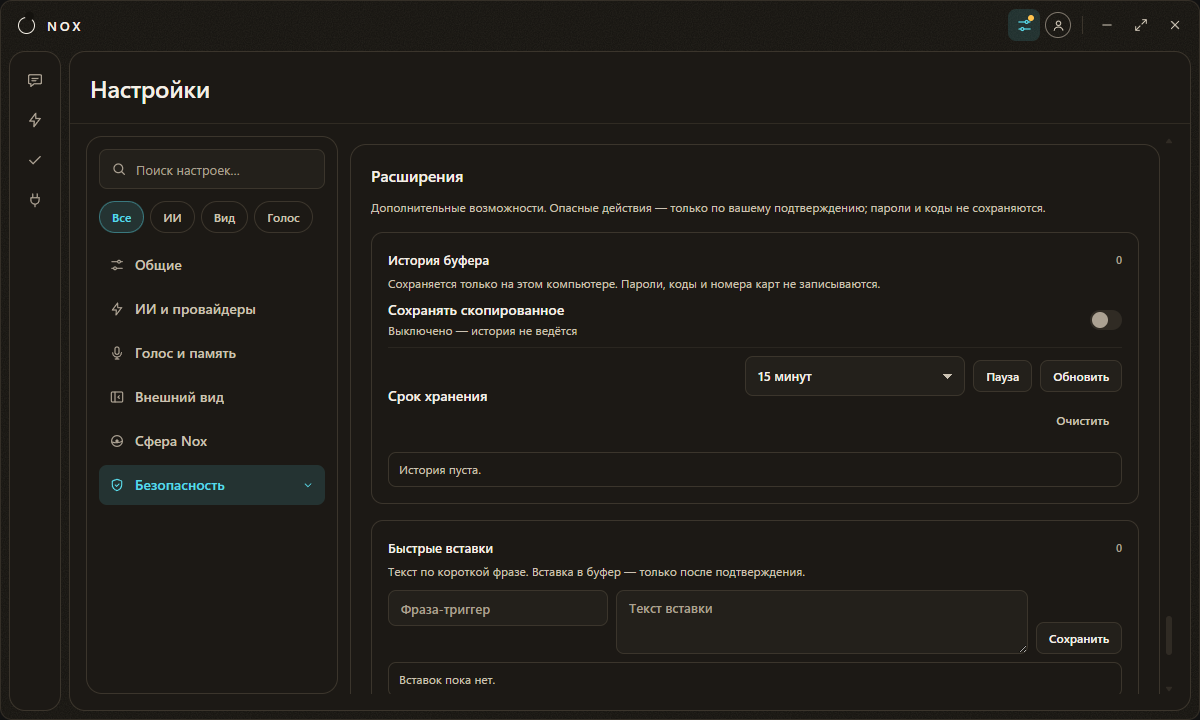 NOX
Настройки
Поиск настроек...
Все
ИИ
Вид
Голос
Общие
ИИ и провайдеры
Голос и память
Внешний вид
Сфера Nox
Безопасность
Расширения
Дополнительные возможности. Опасные действия — только по вашему подтверждению; пароли и коды не сохраняются.
История буфера
0
Сохраняется только на этом компьютере. Пароли, коды и номера карт не записываются.
Сохранять скопированное
Выключено — история не ведётся
Срок хранения
15 минут
Пауза
Обновить
Очистить
История пуста.
Быстрые вставки
0
Текст по короткой фразе. Вставка в буфер — только после подтверждения.
Фраза-триггер
Текст вставки
Сохранить
Вставок пока нет.